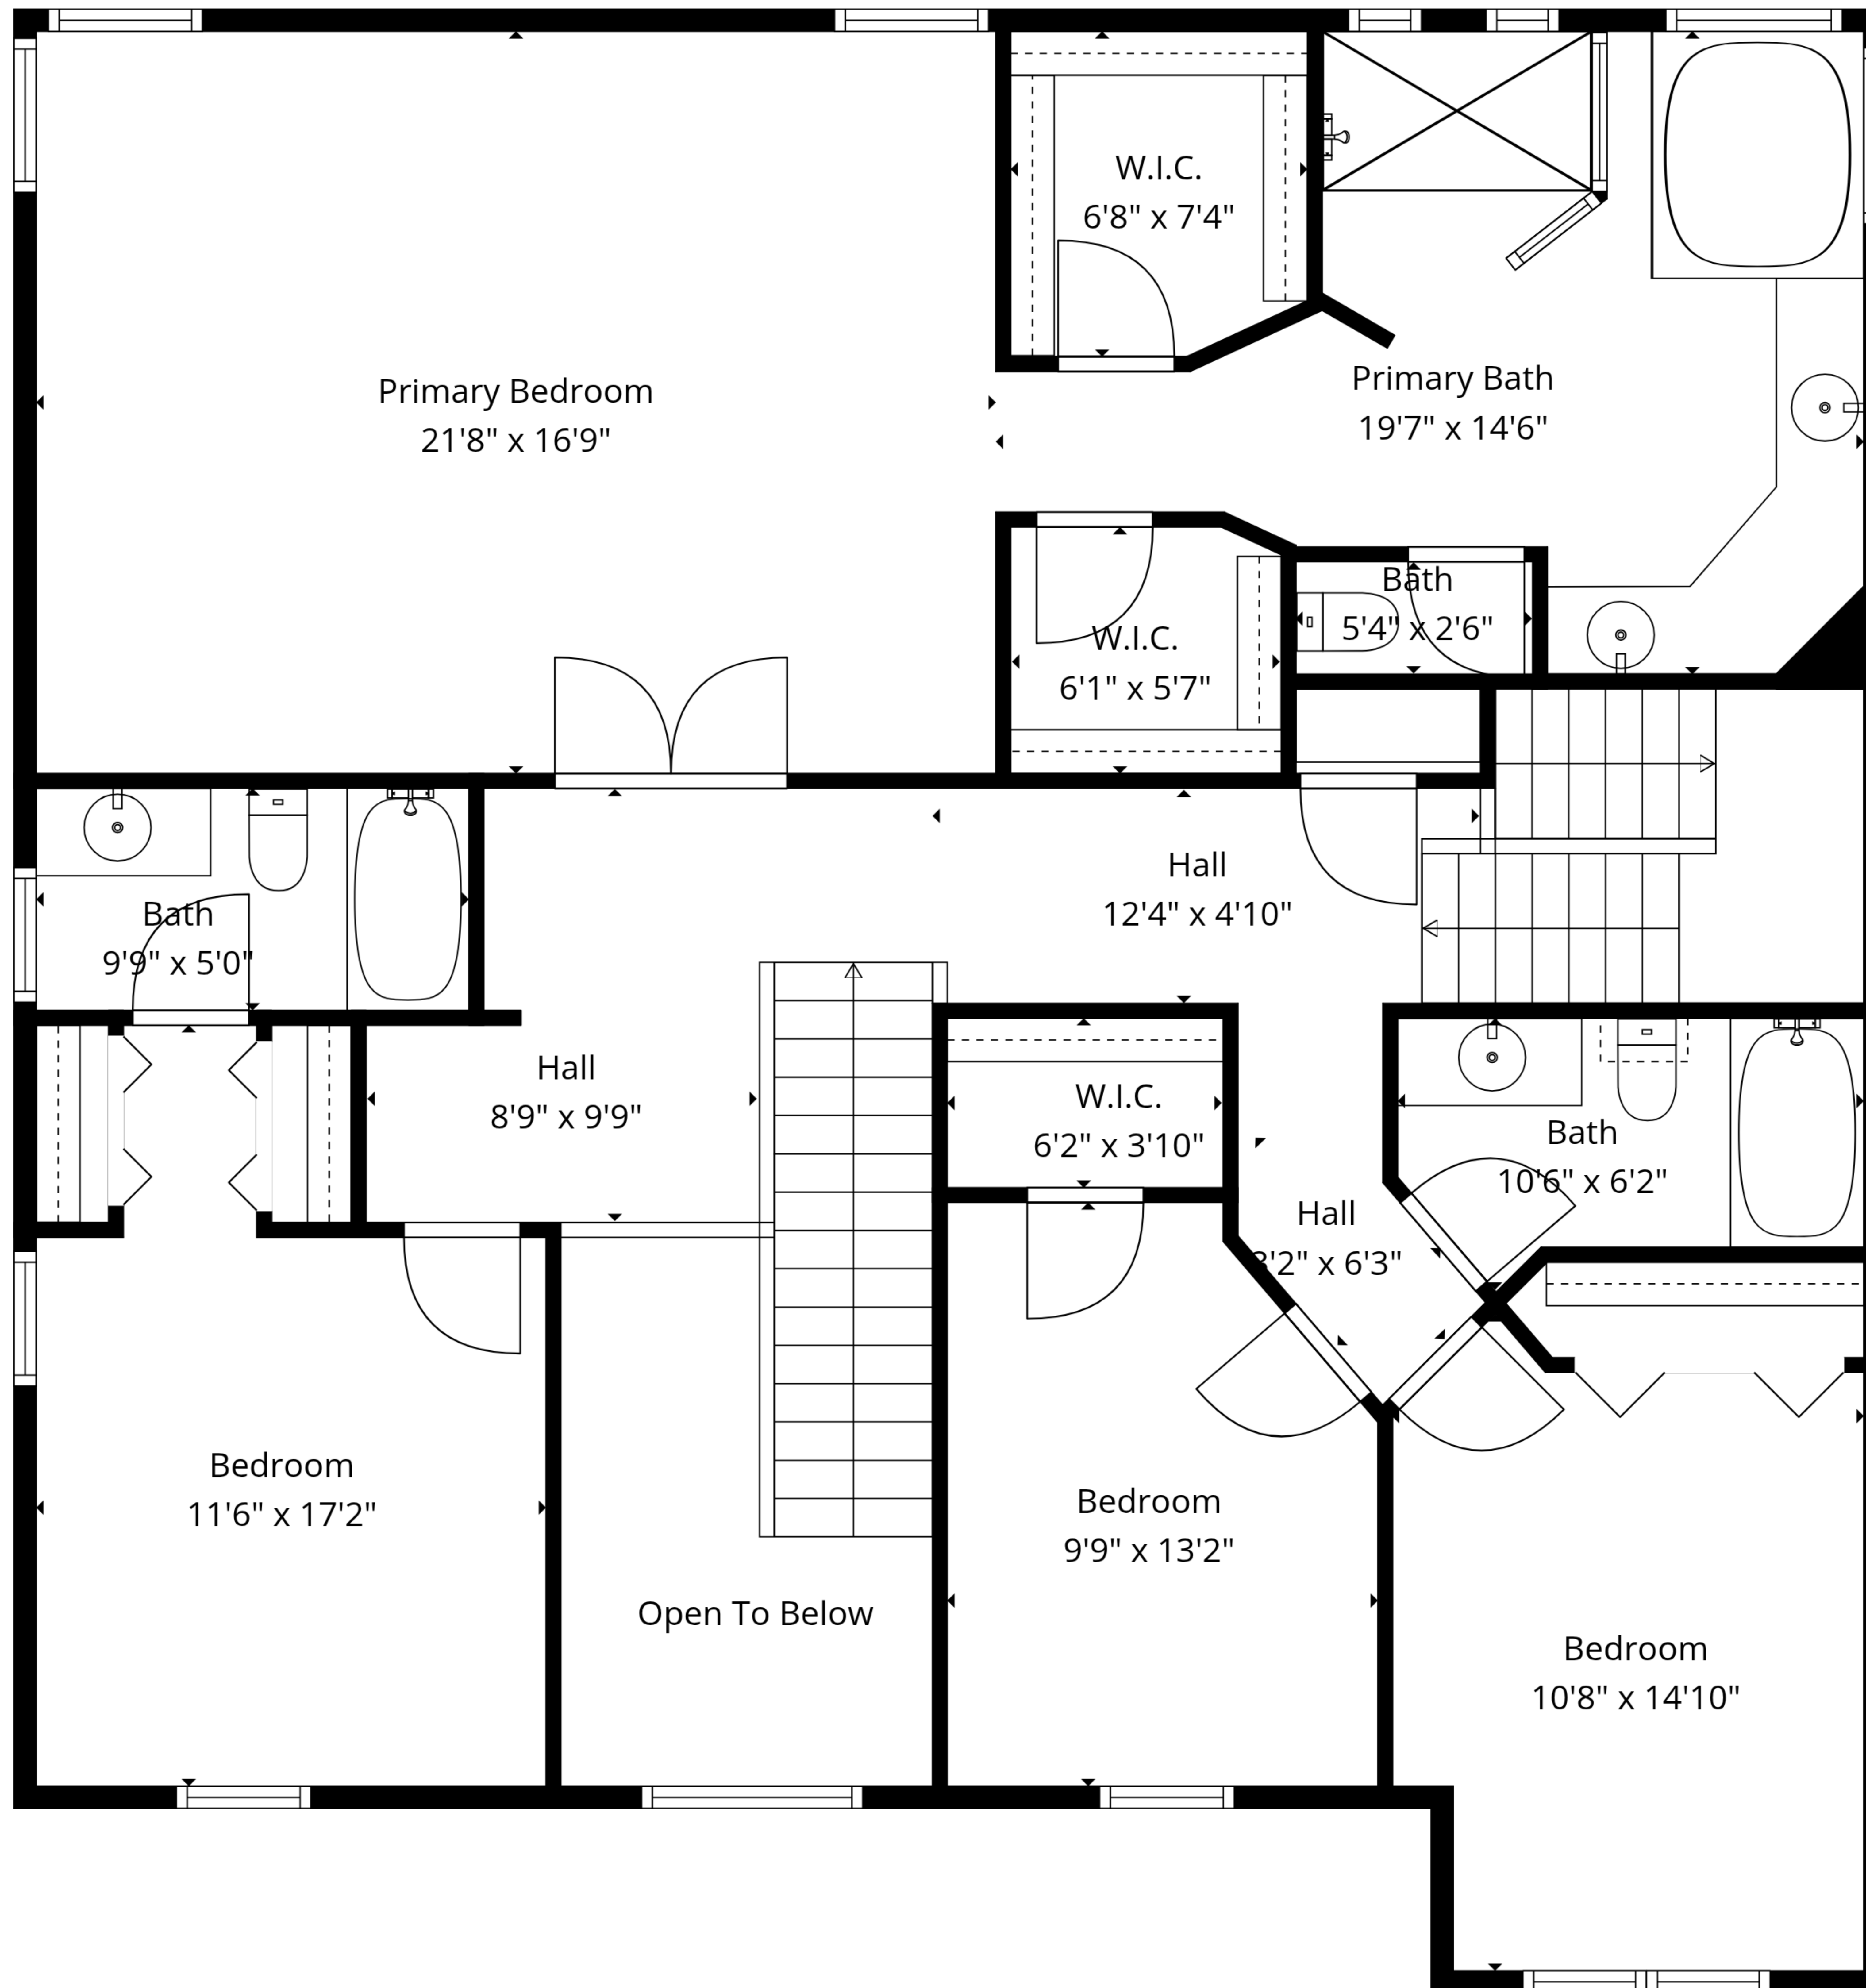 W.I.C.
6'8" x 7'4"
Primary Bedroom
21'8" x 16'9"
Primary Bath
19'7" x 14'6"
Bath
5'4" x 2'6"
W.I.C.
6'1" x 5'7"
Hall
12'4" x 4'10"
Bath
9'9" x 5'0"
Hall
8'9" x 9'9"
W.I.C.
6'2" x 3'10"
Bath
10'6" x 6'2"
Hall
x 6'3"
Bedroom
11'6" x 17'2"
Bedroom
9'9" x 13'2"
Open To Below
Bedroom
10'8" x 14'10"